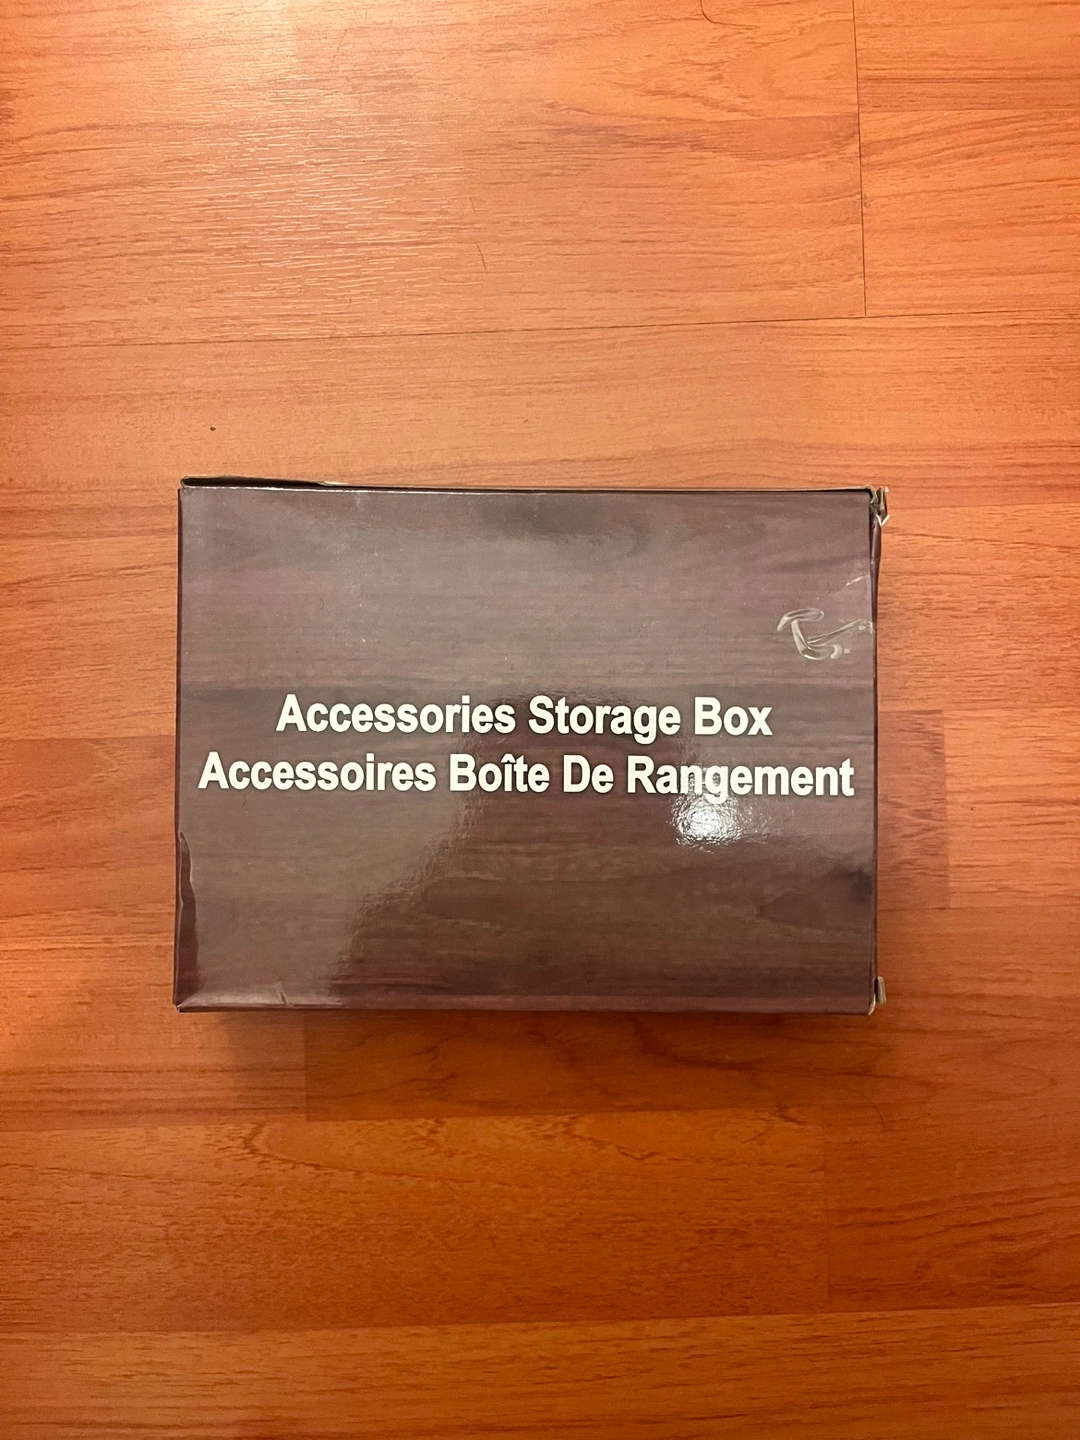 Accessories Storage Box
Accessoires Boîte De Rangement